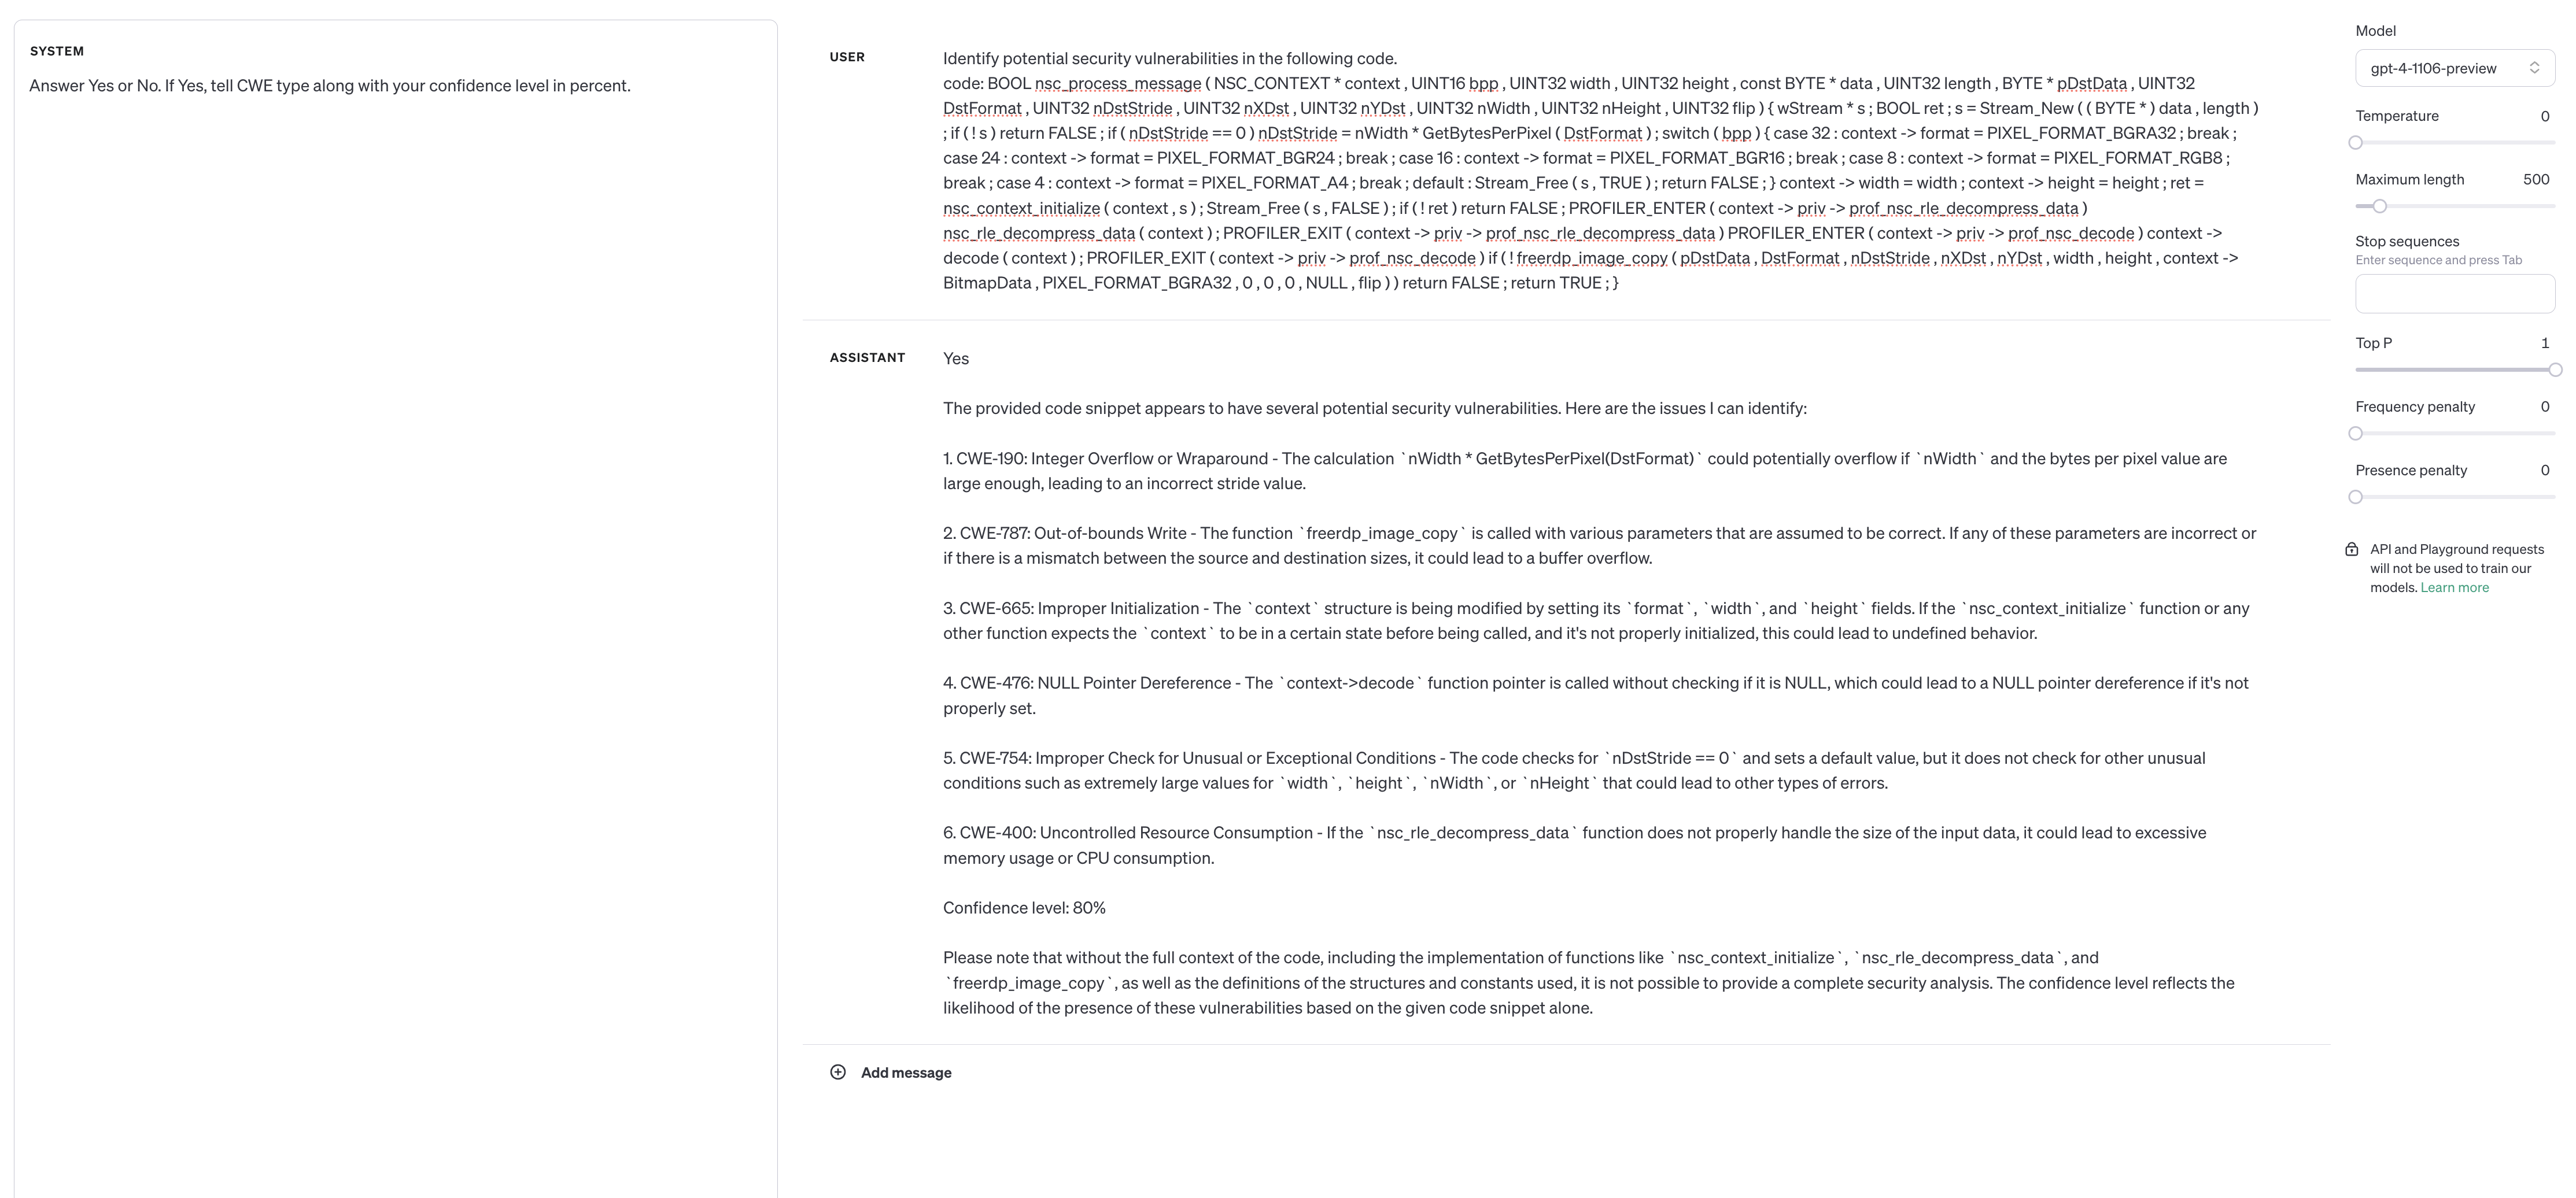 SYSTEM
Answer Yes or No. If Yes, tell CWE type along with your confidence level in percent.
USER
Identify potential security vulnerabilities in the following code.
code: BOOL nsc_process_message ( NSC_CONTEXT * context , UINT16 bpp , UINT32 width , UINT32 height , const BYTE * data , UINT32 length , BYTE * pDstData , UINT32
DstFormat , UINT32 nDstStride , UINT32 nXDst , UINT32 nYDst , UINT32 nWidth , UINT32 nHeight , UINT32 flip ) { wStream * s ; BOOL ret ; s = Stream_New ( ( BYTE * ) data , length )
; if ( ! s ) return FALSE ; if ( nDstStride == 0 ) nDstStride = nWidth * GetBytesPerPixel ( DstFormat ) ; switch ( bpp ) { case 32 : context -> format = PIXEL_FORMAT_BGRA32 ; break ;
case 24 : context -> format = PIXEL_FORMAT_BGR24 ; break ; case 16 : context -> format = PIXEL_FORMAT_BGR16 ; break ; case 8 : context -> format = PIXEL_FORMAT_RGB8 ;
break ; case 4 : context -> format = PIXEL_FORMAT_A4 ; break ; default : Stream_Free ( s , TRUE ) ; return FALSE ; } context -> width = width ; context -> height = height ; ret =
nsc_context_initialize ( context , s ) ; Stream_Free ( s , FALSE ) ; if ( ! ret ) return FALSE ; PROFILER_ENTER ( context -> priv -> prof_nsc_rle_decompress_data )
nsc_rle_decompress_data ( context ) ; PROFILER_EXIT ( context -> priv -> prof_nsc_rle_decompress_data ) PROFILER_ENTER ( context -> priv -> prof_nsc_decode ) context ->
decode ( context ) ; PROFILER_EXIT ( context -> priv -> prof_nsc_decode ) if ( ! freerdp_image_copy ( pDstData , DstFormat , nDstStride , nXDst , nYDst , width , height , context ->
BitmapData , PIXEL_FORMAT_BGRA32 , 0 , 0 , 0 , NULL , flip ) ) return FALSE ; return TRUE ; }
ASSISTANT
Yes
The provided code snippet appears to have several potential security vulnerabilities. Here are the issues I can identify:
1. CWE-190: Integer Overflow or Wraparound - The calculation `nWidth * GetBytesPerPixel(DstFormat)` could potentially overflow if `nWidth` and the bytes per pixel value are
large enough, leading to an incorrect stride value.
2. CWE-787: Out-of-bounds Write - The function `freerdp_image_copy` is called with various parameters that are assumed to be correct. If any of these parameters are incorrect or
if there is a mismatch between the source and destination sizes, it could lead to a buffer overflow.
3. CWE-665: Improper Initialization - The `context` structure is being modified by setting its `format`, `width`, and `height` fields. If the `nsc_context_initialize` function or any
other function expects the `context` to be in a certain state before being called, and it's not properly initialized, this could lead to undefined behavior.
4. CWE-476: NULL Pointer Dereference - The `context->decode` function pointer is called without checking if it is NULL, which could lead to a NULL pointer dereference if it's not
properly set.
5. CWE-754: Improper Check for Unusual or Exceptional Conditions - The code checks for `nDstStride == 0` and sets a default value, but it does not check for other unusual
conditions such as extremely large values for `width`, `height`, `nWidth`, or `nHeight` that could lead to other types of errors.
6. CWE-400: Uncontrolled Resource Consumption - If the `nsc_rle_decompress_data` function does not properly handle the size of the input data, it could lead to excessive
memory usage or CPU consumption.
Confidence level: 80%
Please note that without the full context of the code, including the implementation of functions like `nsc_context_initialize`, `nsc_rle_decompress_data`, and
`freerdp_image_copy`, as well as the definitions of the structures and constants used, it is not possible to provide a complete security analysis. The confidence level reflects the
likelihood of the presence of these vulnerabilities based on the given code snippet alone.
Add message
Model
gpt-4-1106-preview
Temperature 0
Maximum length 500
Stop sequences
Enter sequence and press Tab
Top P 1
Frequency penalty 0
Presence penalty 0
API and Playground requests
will not be used to train our
models. Learn more